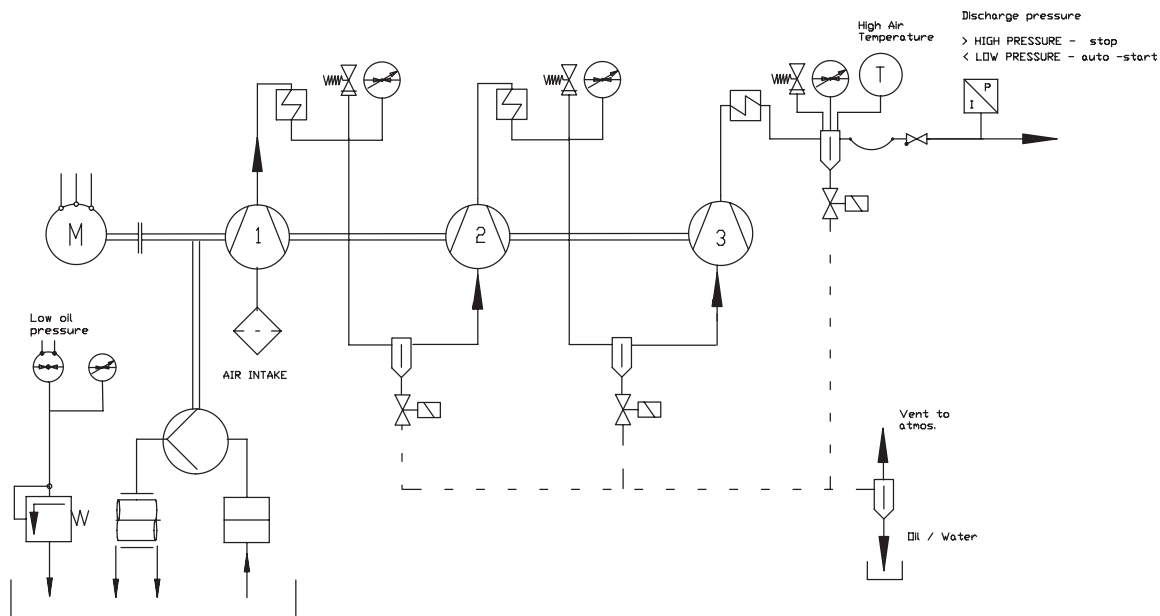 Discharge pressure
High Air
Temperature
> HIGH PRESSURE - stop
< LOW PRESSURE - auto -start
T
P
I
M
1
2
3
Low oil
pressure
AIR INTAKE
Vent to
atmos.
Oil / Water